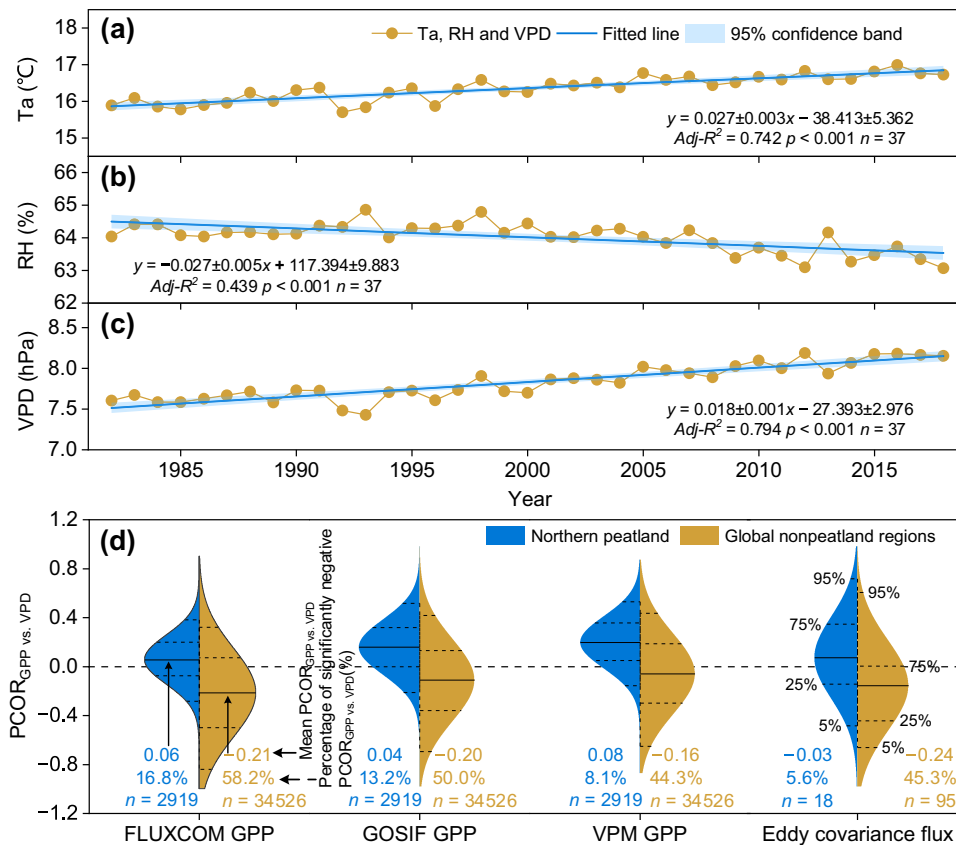 (a)
Ta, RH and VPD
Fitted line
95% confidence band
18
17
16
15
Ta (°C)
y = 0.027±0.003x − 38.413±5.362
Adj-R² = 0.742 p < 0.001 n = 37
(b)
66
65
64
63
62
RH (%)
y = −0.027±0.005x + 117.394±9.883
Adj-R² = 0.439 p < 0.001 n = 37
(c)
8.5
8.0
7.5
7.0
VPD (hPa)
y = 0.018±0.001x − 27.393±2.976
Adj-R² = 0.794 p < 0.001 n = 37
1985 1990 1995 2000 2005 2010 2015
Year
(d)
Northern peatland
Global nonpeatland regions
1.2
0.8
0.4
0.0
−0.4
−0.8
−1.2
PCOR GPP vs. VPD
Mean PCOR GPP vs. VPD
Percentage of significantly negative
PCOR GPP vs. VPD (%)
95%
95%
75%
75%
25%
25%
5%
5%
0.06 −0.21 0.04 −0.20 0.08 −0.16 −0.03 −0.24
16.8% 58.2% 13.2% 50.0% 8.1% 44.3% 5.6% 45.3%
n = 2919 n = 34526 n = 2919 n = 34526 n = 2919 n = 34526 n = 18 n = 95
FLUXCOM GPP GOSIF GPP VPM GPP Eddy covariance flux